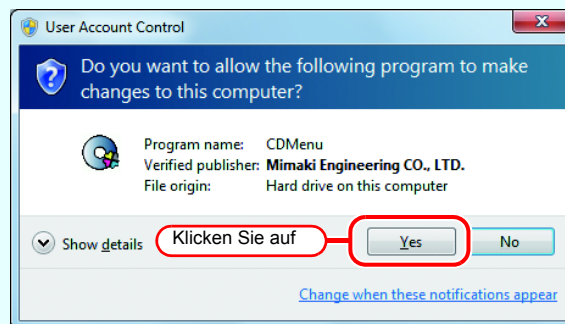 User Account Control
Do you want to allow the following program to make
changes to this computer?
Program name: CDMenu
Verified publisher: Mimaki Engineering CO., LTD.
File origin: Hard drive on this computer
Show details
Klicken Sie auf
Yes
No
Change when these notifications appear